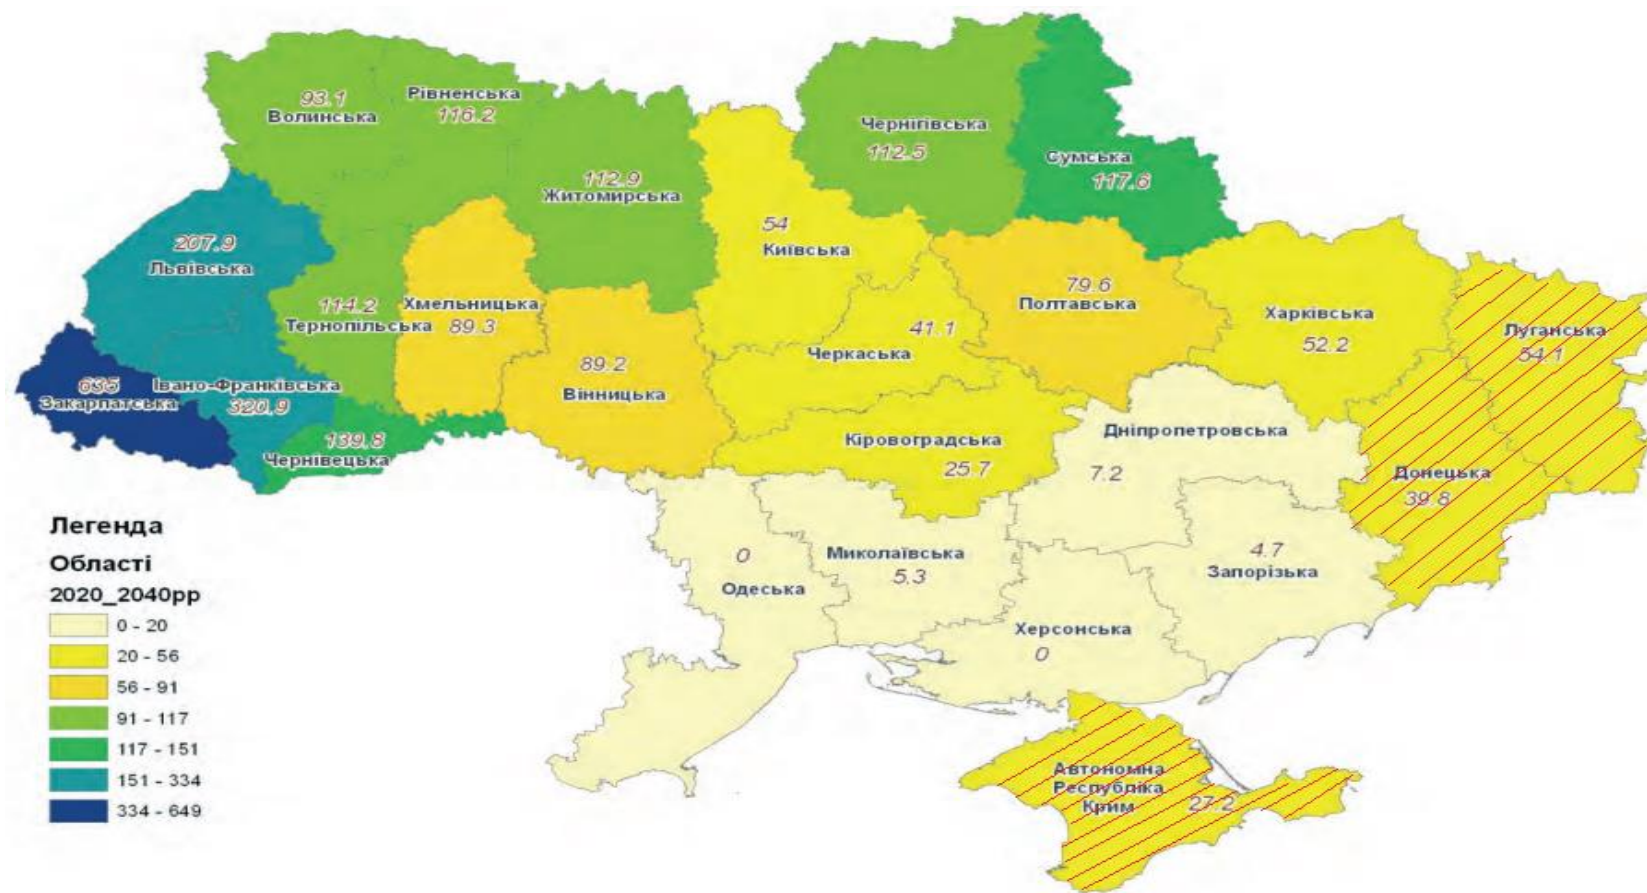 93.1
Волинська
Рівненська
116.2
112.9
Житомирська
Чернігівська
112.5
Сумська
117.6
207.9
Львівська
114.2
Тернопільська
Хмельницька
89.3
54
Київська
41.1
Черкаська
79.6
Полтавська
Харківська
52.2
Луганська
54.1
635
Закарпатська
Івано-Франківська
320.9
139.8
Чернівецька
89.2
Вінницька
Кіровоградська
25.7
Дніпропетровська
7.2
Донецька
39.8
0
Одеська
Миколаївська
5.3
4.7
Запорізька
Херсонська
0
Автономна
Республіка
Крим
27.2
Легенда
Області
2020_2040рр
0 - 20
20 - 56
56 - 91
91 - 117
117 - 151
151 - 334
334 - 649